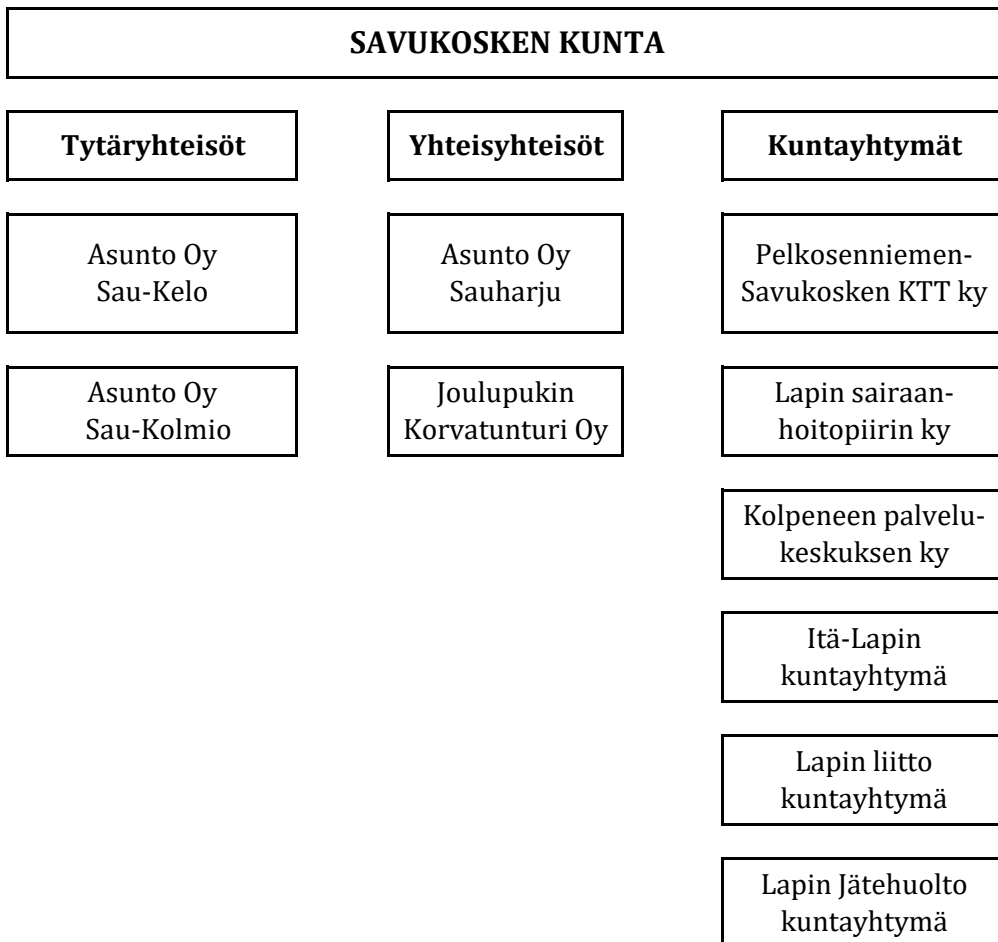 SAVUKOSKEN KUNTA
Tytäryhteisöt
Yhteisyhteisöt
Kuntayhtymät
Asunto Oy
Sau-Kelo
Asunto Oy
Sauharju
Pelkosenniemen-
Savukosken KTT ky
Asunto Oy
Sau-Kolmio
Joulupukin
Korvatunturi Oy
Lapin sairaan-
hoitopiirin ky
Kolpeneen palvelu-
keskuksen ky
Itä-Lapin
kuntayhtymä
Lapin liitto
kuntayhtymä
Lapin Jätehuolto
kuntayhtymä